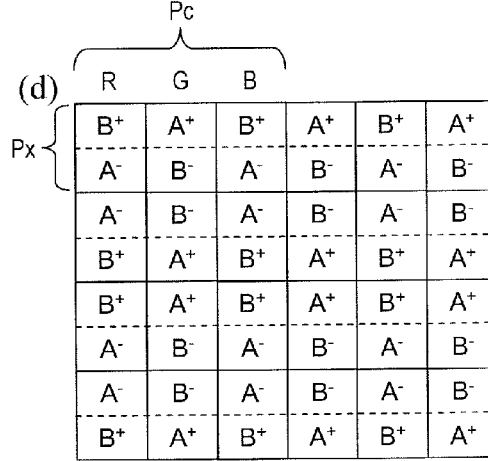 Pc
R G B
(d)
Px
B⁺ A⁺ B⁺ A⁺ B⁺ A⁺
A⁻ B⁻ A⁻ B⁻ A⁻ B⁻
A⁻ B⁻ A⁻ B⁻ A⁻ B⁻
B⁺ A⁺ B⁺ A⁺ B⁺ A⁺
B⁺ A⁺ B⁺ A⁺ B⁺ A⁺
A⁻ B⁻ A⁻ B⁻ A⁻ B⁻
A⁻ B⁻ A⁻ B⁻ A⁻ B⁻
B⁺ A⁺ B⁺ A⁺ B⁺ A⁺